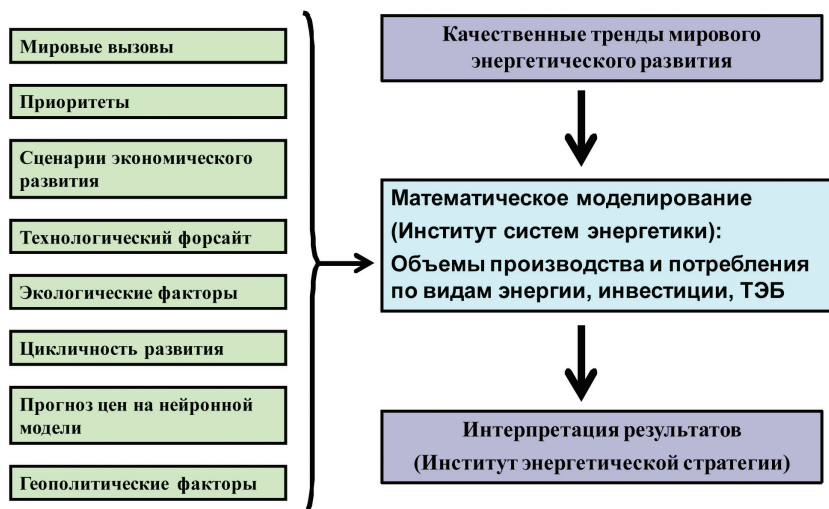 Мировые вызовы
Приоритеты
Сценарии экономического
развития
Технологический форсайт
Экологические факторы
Цикличность развития
Прогноз цен на нейронной
модели
Геополитические факторы
Качественные тренды мирового
энергетического развития
Математическое моделирование
(Институт систем энергетики):
Объемы производства и потребления
по видам энергии, инвестиции, ТЭБ
Интерпретация результатов
(Институт энергетической стратегии)